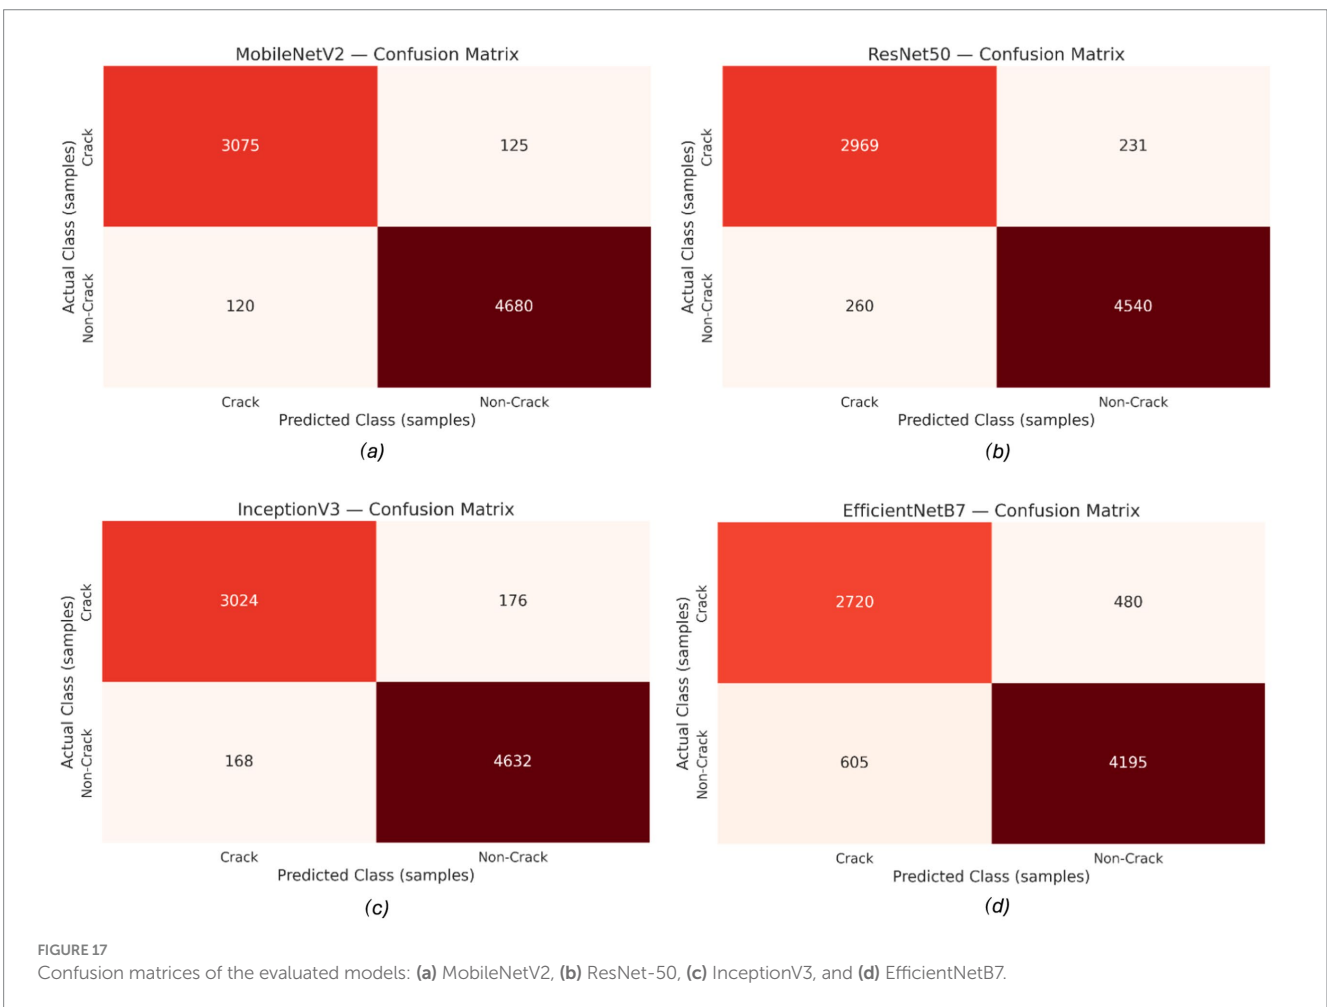 MobileNetV2 — Confusion Matrix
Actual Class (samples)
Crack
Non-Crack
3075 125
120 4680
Crack Non-Crack
Predicted Class (samples)
(a)
ResNet50 — Confusion Matrix
Actual Class (samples)
Crack
Non-Crack
2969 231
260 4540
Crack Non-Crack
Predicted Class (samples)
(b)
InceptionV3 — Confusion Matrix
Actual Class (samples)
Crack
Non-Crack
3024 176
168 4632
Crack Non-Crack
Predicted Class (samples)
(c)
EfficientNetB7 — Confusion Matrix
Actual Class (samples)
Crack
Non-Crack
2720 480
605 4195
Crack Non-Crack
Predicted Class (samples)
(d)
FIGURE 17
Confusion matrices of the evaluated models: (a) MobileNetV2, (b) ResNet-50, (c) InceptionV3, and (d) EfficientNetB7.